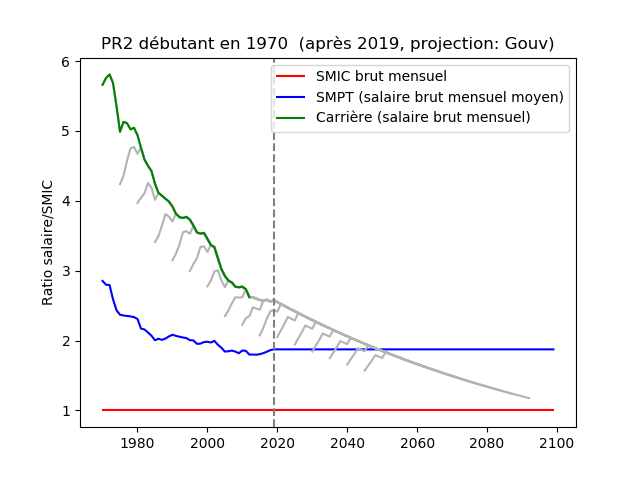 PR2 débutant en 1970  (après 2019, projection: Gouv)
SMIC brut mensuel
SMPT (salaire brut mensuel moyen)
Carrière (salaire brut mensuel)
Ratio salaire/SMIC
6
5
4
3
2
1
1980 2000 2020 2040 2060 2080 2100